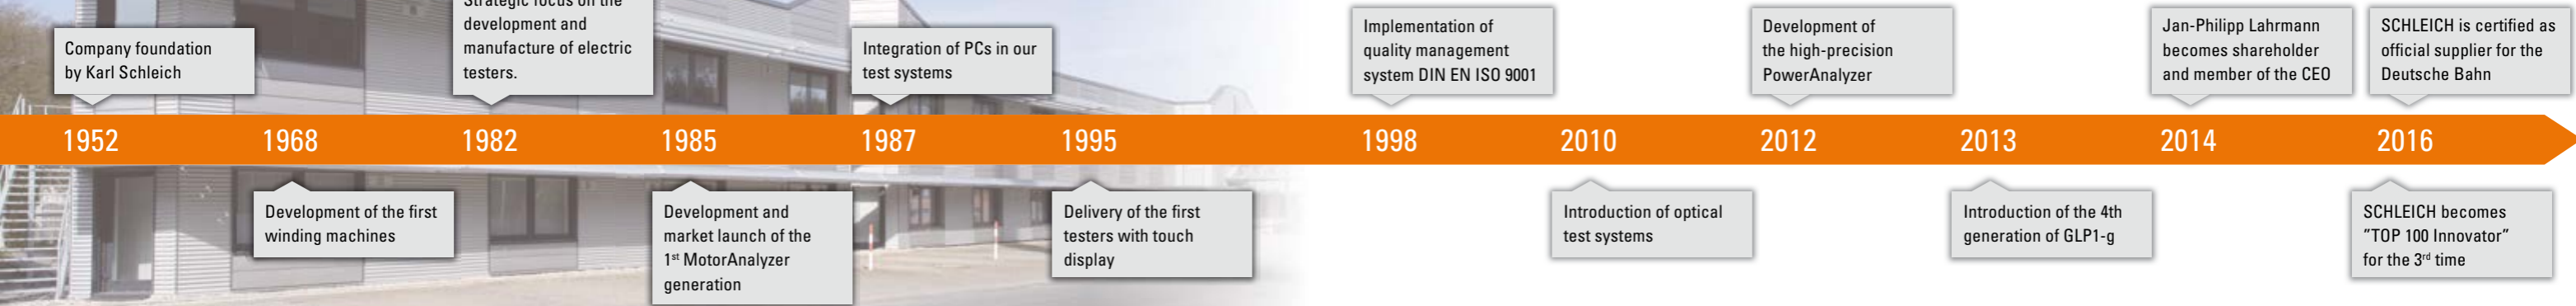 Company foundation
by Karl Schleich
Strategic focus on the
development and
manufacture of electric
testers.
Integration of PCs in our
test systems
Implementation of
quality management
system DIN EN ISO 9001
Development of
the high-precision
PowerAnalyzer
Jan-Philipp Lahrmann
becomes shareholder
and member of the CEO
SCHLEICH is certified as
official supplier for the
Deutsche Bahn
1952 1968 1982 1985 1987 1995 1998 2010 2012 2013 2014 2016
Development of the first
winding machines
Development and
market launch of the
1st MotorAnalyzer
generation
Delivery of the first
testers with touch
display
Introduction of optical
test systems
Introduction of the 4th
generation of GLP1-g
SCHLEICH becomes
”TOP 100 Innovator”
for the 3rd time